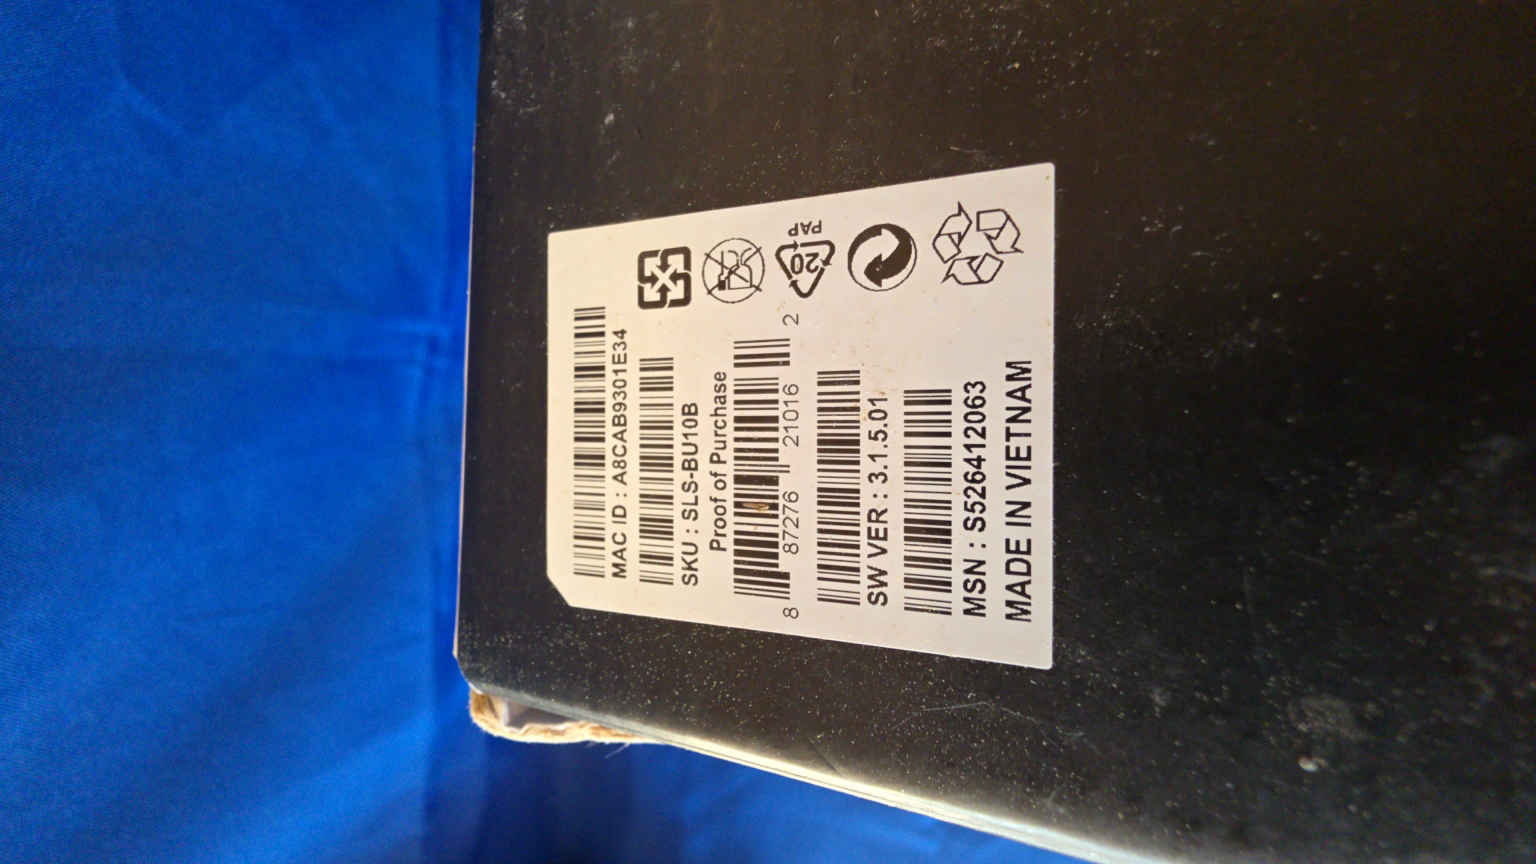 MAC ID : A8CAB9301E34
SKU : SLS-BU10B
Proof of Purchase
8 87276 21016 2
SW VER : 3.1.5.01
MSN : S526412063
MADE IN VIETNAM
20
PAP